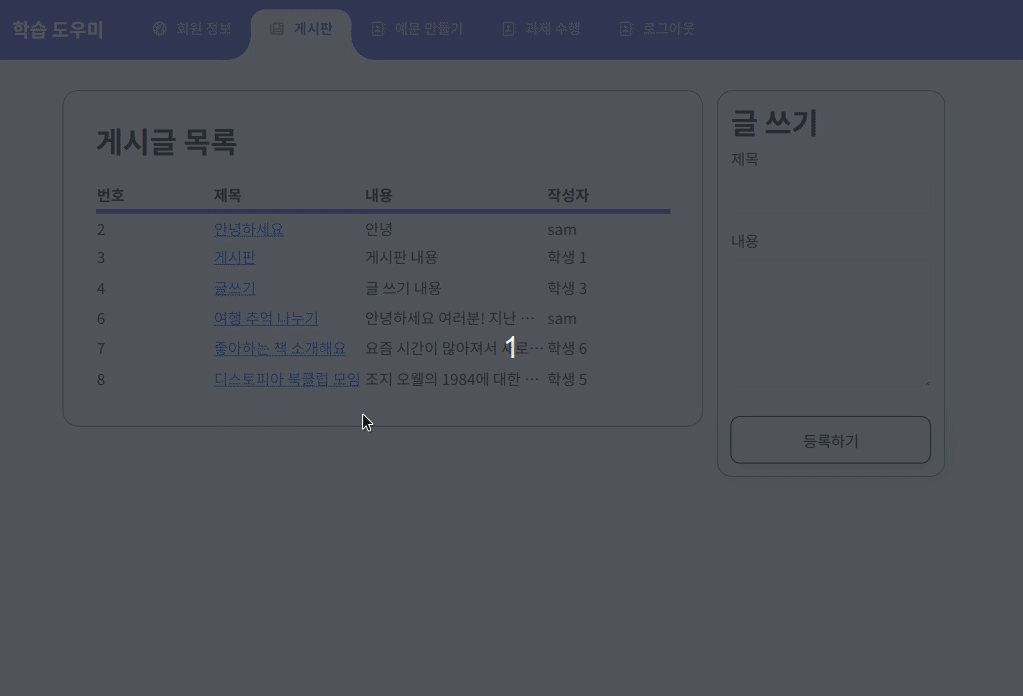 학습 도우미 회원 정보 게시판 예문 만들기 과제 수행 로그아웃
게시글 목록
번호 제목 내용 작성자
2 안녕하세요 안녕 sam
3 게시판 게시판 내용 학생 1
4 글쓰기 글 쓰기 내용 학생 3
6 여행 추억 나누기 안녕하세요 여러분! 지난 … sam
7 좋아하는 책 소개해요 요즘 시간이 많아져서 새로… 학생 6
8 디스토피아 북클럽 모임 조지 오웰의 1984에 대한 … 학생 5
1
글 쓰기
제목
내용
등록하기